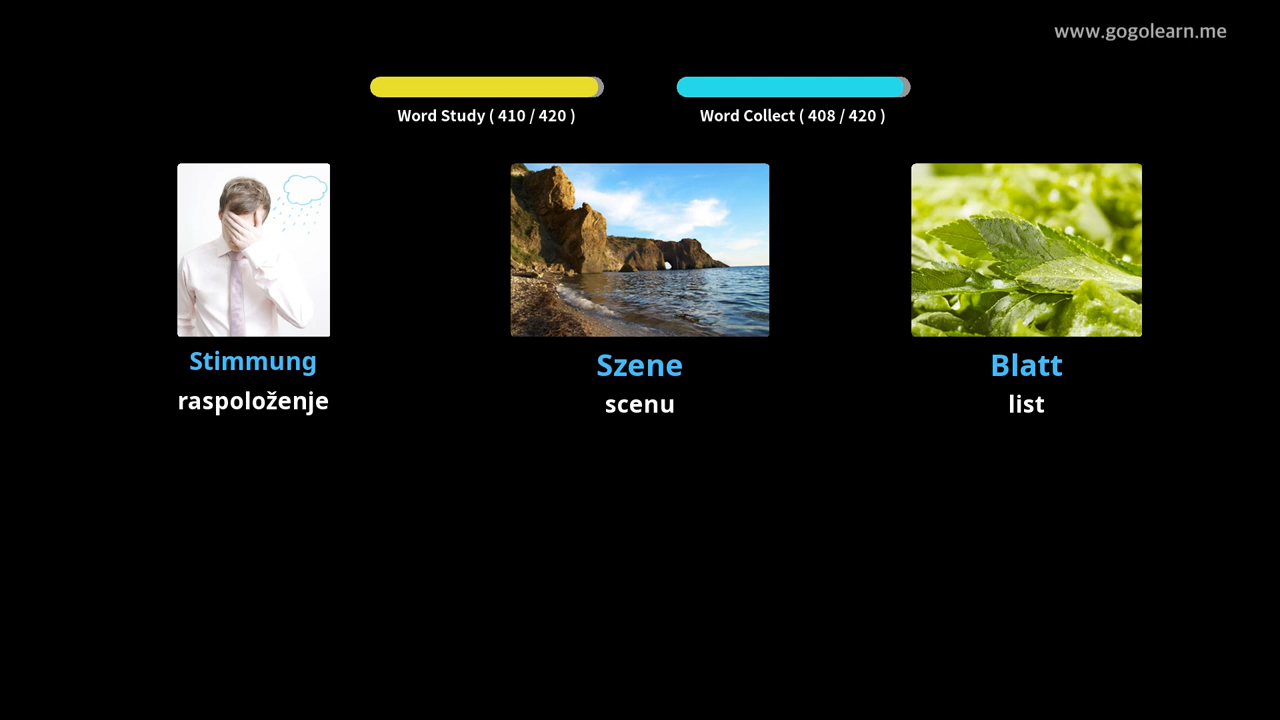 www.gogolearn.me
Word Study ( 410 / 420 )
Word Collect ( 408 / 420 )
Stimmung
raspoloženje
Szene
scenu
Blatt
list